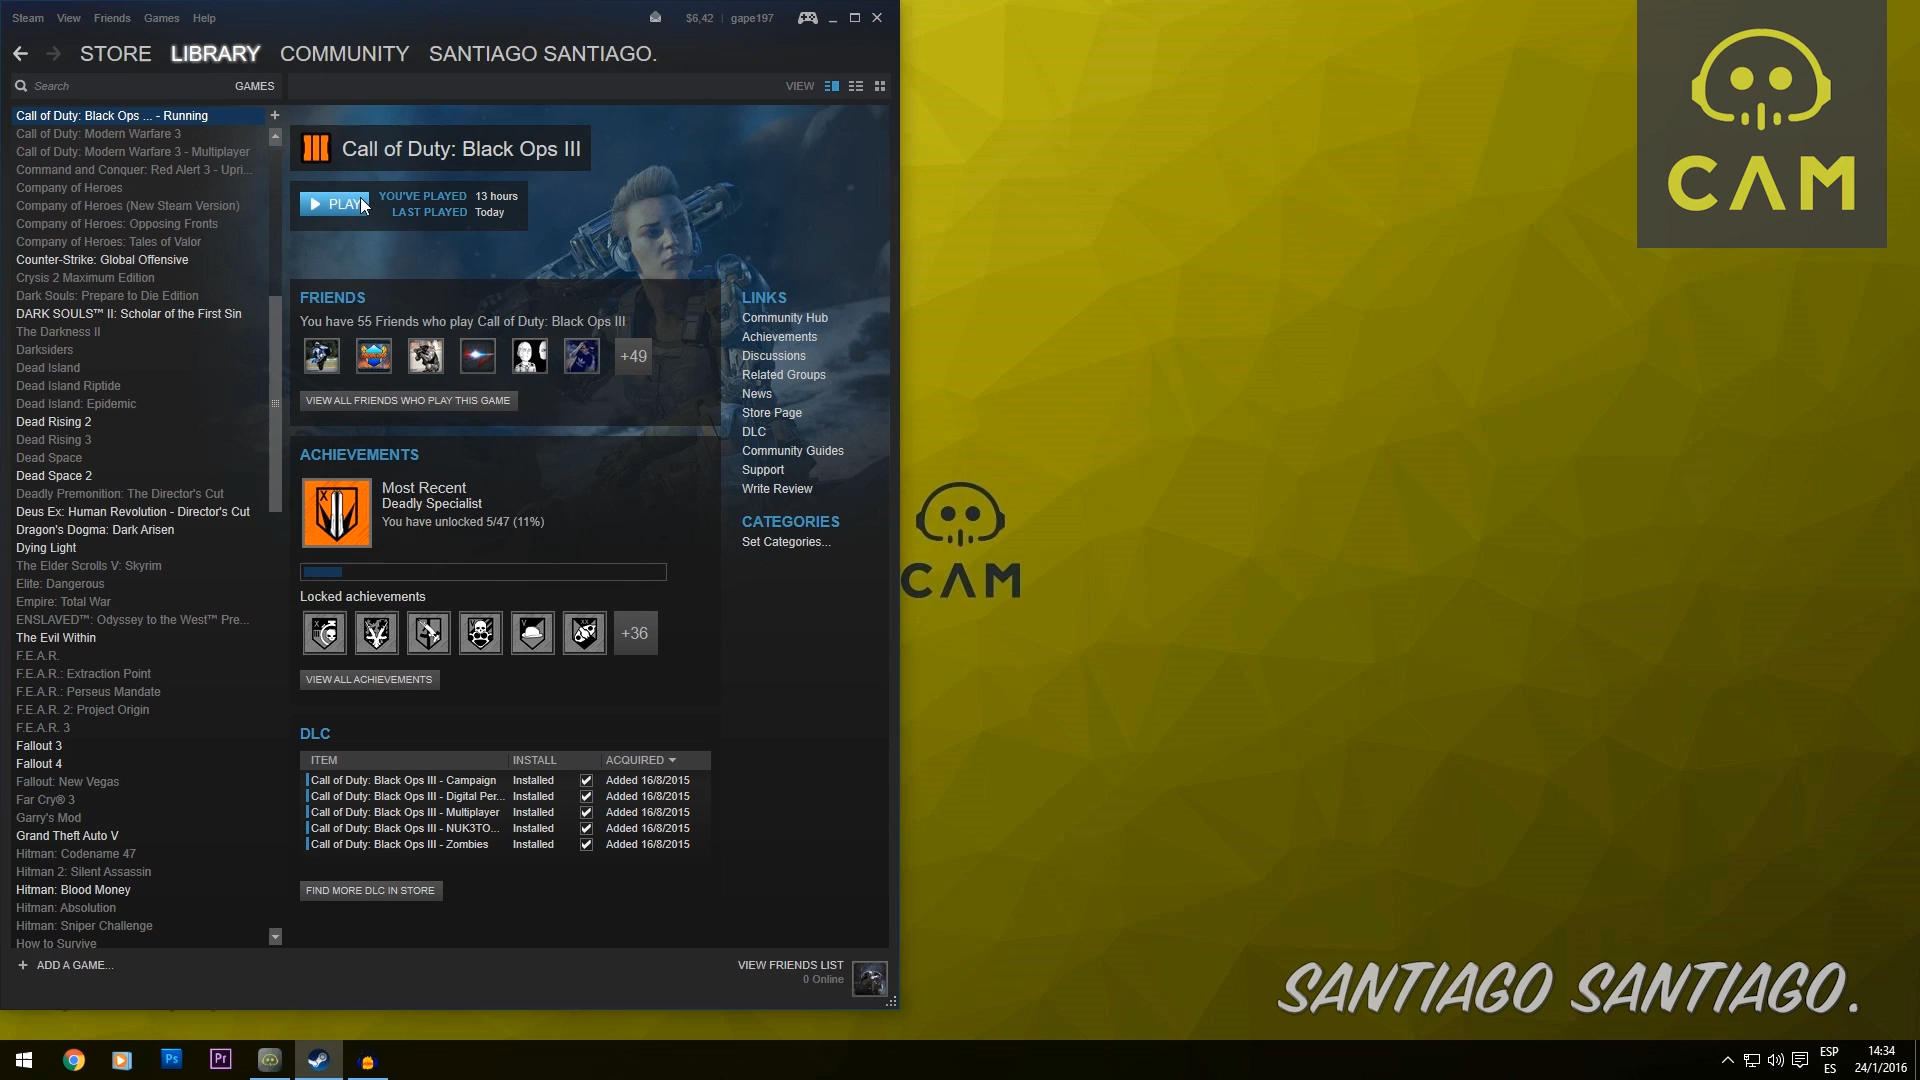 Steam View Friends Games Help
$6,42 | gape197
STORE LIBRARY COMMUNITY SANTIAGO SANTIAGO.
Search GAMES
VIEW
Call of Duty: Black Ops ... - Running
Call of Duty: Modern Warfare 3
Call of Duty: Modern Warfare 3 - Multiplayer
Command and Conquer: Red Alert 3 - Upri...
Company of Heroes
Company of Heroes (New Steam Version)
Company of Heroes: Opposing Fronts
Company of Heroes: Tales of Valor
Counter-Strike: Global Offensive
Crysis 2 Maximum Edition
Dark Souls: Prepare to Die Edition
DARK SOULS™ II: Scholar of the First Sin
The Darkness II
Darksiders
Dead Island
Dead Island Riptide
Dead Island: Epidemic
Dead Rising 2
Dead Rising 3
Dead Space
Dead Space 2
Deadly Premonition: The Director's Cut
Deus Ex: Human Revolution - Director's Cut
Dragon's Dogma: Dark Arisen
Dying Light
The Elder Scrolls V: Skyrim
Elite: Dangerous
Empire: Total War
ENSLAVED™: Odyssey to the West™ Pre...
The Evil Within
F.E.A.R.
F.E.A.R.: Extraction Point
F.E.A.R.: Perseus Mandate
F.E.A.R. 2: Project Origin
F.E.A.R. 3
Fallout 3
Fallout 4
Fallout: New Vegas
Far Cry® 3
Garry's Mod
Grand Theft Auto V
Hitman: Codename 47
Hitman 2: Silent Assassin
Hitman: Blood Money
Hitman: Absolution
Hitman: Sniper Challenge
How to Survive
+ ADD A GAME...
Call of Duty: Black Ops III
PLAY
YOU'VE PLAYED 13 hours
LAST PLAYED Today
FRIENDS
You have 55 Friends who play Call of Duty: Black Ops III
+49
VIEW ALL FRIENDS WHO PLAY THIS GAME
ACHIEVEMENTS
Most Recent
Deadly Specialist
You have unlocked 5/47 (11%)
Locked achievements
+36
VIEW ALL ACHIEVEMENTS
DLC
ITEM INSTALL ACQUIRED
Call of Duty: Black Ops III - Campaign Installed Added 16/8/2015
Call of Duty: Black Ops III - Digital Per... Installed Added 16/8/2015
Call of Duty: Black Ops III - Multiplayer Installed Added 16/8/2015
Call of Duty: Black Ops III - NUK3TO... Installed Added 16/8/2015
Call of Duty: Black Ops III - Zombies Installed Added 16/8/2015
FIND MORE DLC IN STORE
LINKS
Community Hub
Achievements
Discussions
Related Groups
News
Store Page
DLC
Community Guides
Support
Write Review
CATEGORIES
Set Categories...
VIEW FRIENDS LIST
0 Online
CAM
CAM
SANTIAGO SANTIAGO.
Ps Pr
ESP
ES
14:34
24/1/2016